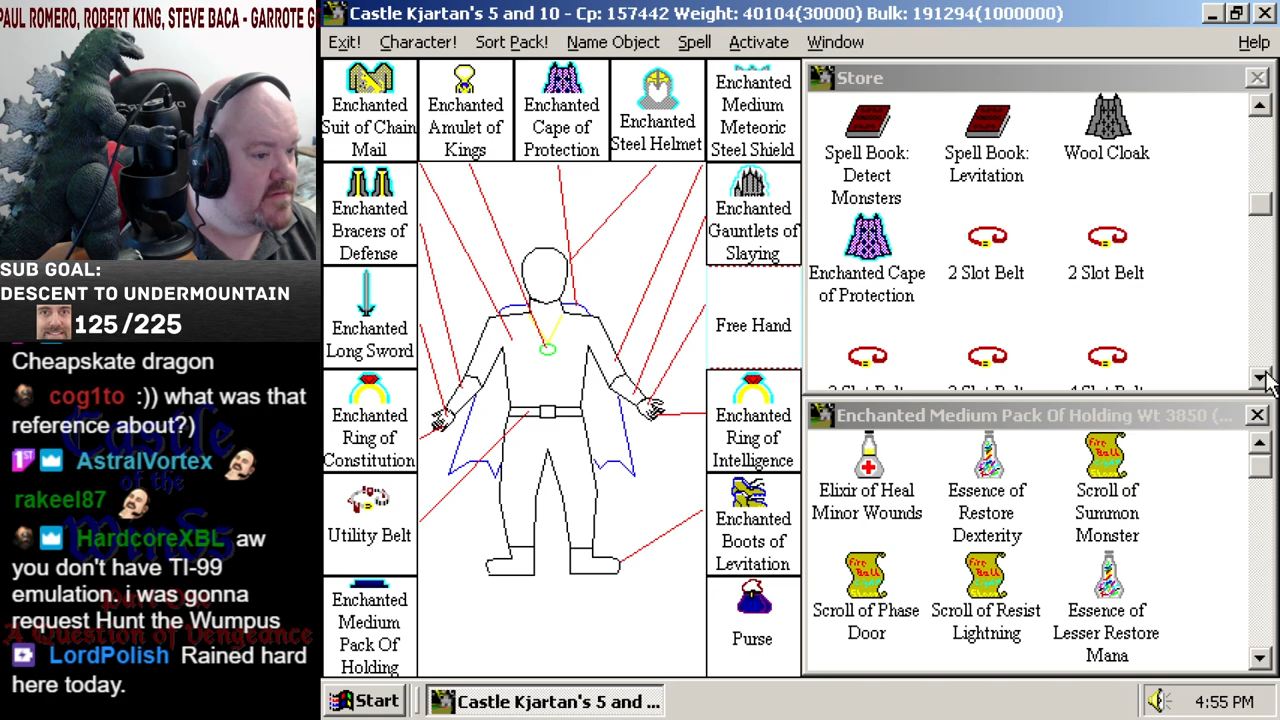 PAUL ROMERO, ROBERT KING, STEVE BACA - GARROTE G
Castle Kjartan's 5 and 10 - Cp: 157442 Weight: 40104(30000) Bulk: 191294(1000000)
Exit! Character! Sort Pack! Name Object Spell Activate Window Help
Enchanted
Suit of Chain
Mail
Enchanted
Amulet of
Kings
Enchanted
Cape of
Protection
Enchanted
Steel Helmet
Enchanted
Medium
Meteoric
Steel Shield
Enchanted
Bracers of
Defense
Enchanted
Gauntlets of
Slaying
Enchanted
Long Sword
Free Hand
Enchanted
Ring of
Constitution
Enchanted
Ring of
Intelligence
Utility Belt
Enchanted
Boots of
Levitation
Enchanted
Medium
Pack Of
Holding
Purse
Store
Spell Book:
Detect
Monsters
Spell Book:
Levitation
Wool Cloak
Enchanted Cape
of Protection
2 Slot Belt
2 Slot Belt
Enchanted Medium Pack Of Holding Wt 3850 (...
Elixir of Heal
Minor Wounds
Essence of
Restore
Dexterity
Scroll of
Summon
Monster
Scroll of Phase
Door
Scroll of Resist
Lightning
Essence of
Lesser Restore
Mana
SUB GOAL:
DESCENT TO UNDERMOUNTAIN
125 /225
Cheapskate dragon
cog1to :)) what was that
reference about?)
AstralVortex
rakeel87
HardcoreXBL aw
you don't have TI-99
emulation. i was gonna
request Hunt the Wumpus
LordPolish Rained hard
here today.
Castle
of the
Winds
A Question of Vengeance
Start
Castle Kjartan's 5 and ...
4:55 PM